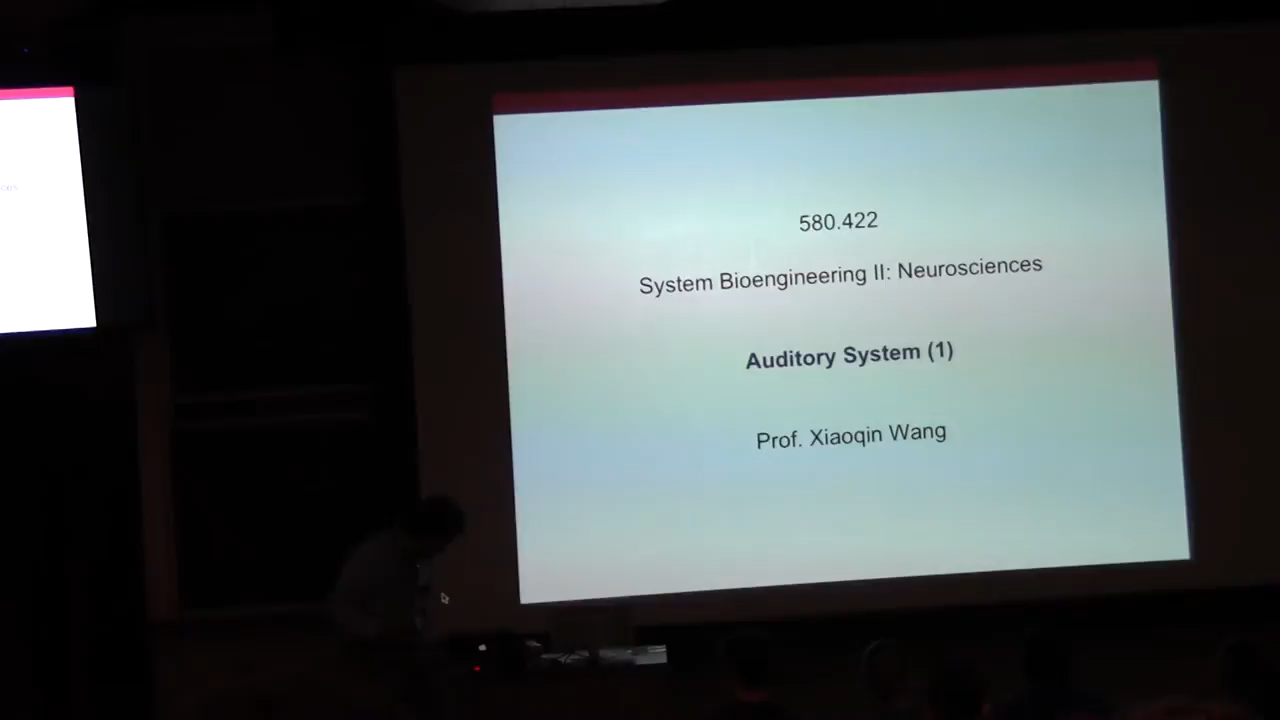 580.422
System Bioengineering II: Neurosciences
Auditory System (1)
Prof. Xiaoqin Wang